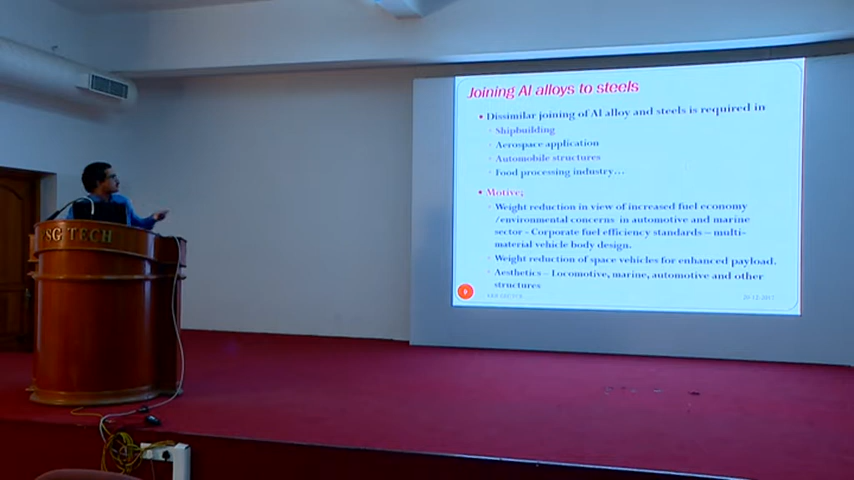 Joining Al alloys to steels
• Dissimilar joining of Al alloy and steels is required in
Shipbuilding
Aerospace application
Automobile structures
Food processing industry…
• Motive;
Weight reduction in view of increased fuel economy
/environmental concerns in automotive and marine
sector - Corporate fuel efficiency standards – multi-
material vehicle body design.
Weight reduction of space vehicles for enhanced payload.
Aesthetics – Locomotive, marine, automotive and other
structures
9
SG TECH